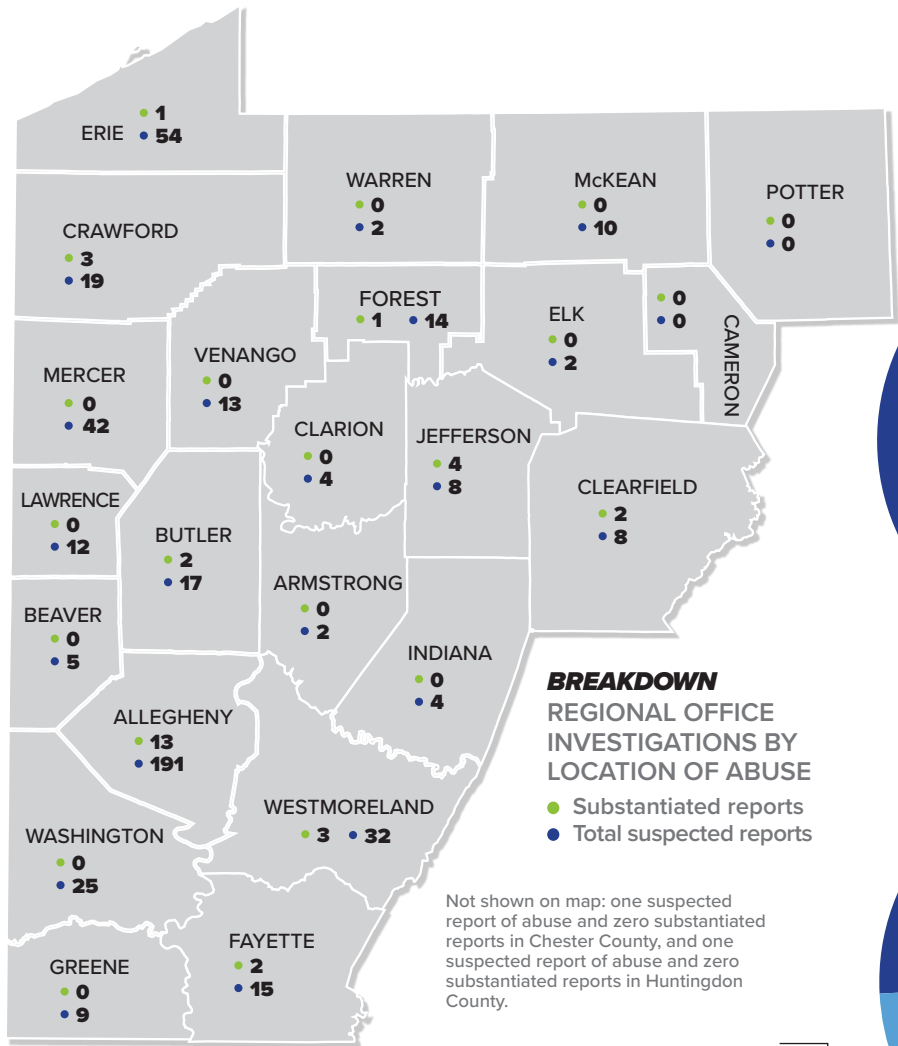 ERIE
1
54
WARREN
0
2
McKEAN
0
10
POTTER
0
0
CRAWFORD
3
19
FOREST
1 14
ELK
0
2
0
0
CAMERON
VENANGO
0
13
MERCER
0
42
CLARION
0
4
JEFFERSON
4
8
CLEARFIELD
2
8
LAWRENCE
0
12
BUTLER
2
17
ARMSTRONG
0
2
BEAVER
0
5
INDIANA
0
4
ALLEGHENY
13
191
WESTMORELAND
3 32
WASHINGTON
0
25
FAYETTE
2
15
GREENE
0
9
BREAKDOWN
REGIONAL OFFICE
INVESTIGATIONS BY
LOCATION OF ABUSE
Substantiated reports
Total suspected reports
Not shown on map: one suspected
report of abuse and zero substantiated
reports in Chester County, and one
suspected report of abuse and zero
substantiated reports in Huntingdon
County.